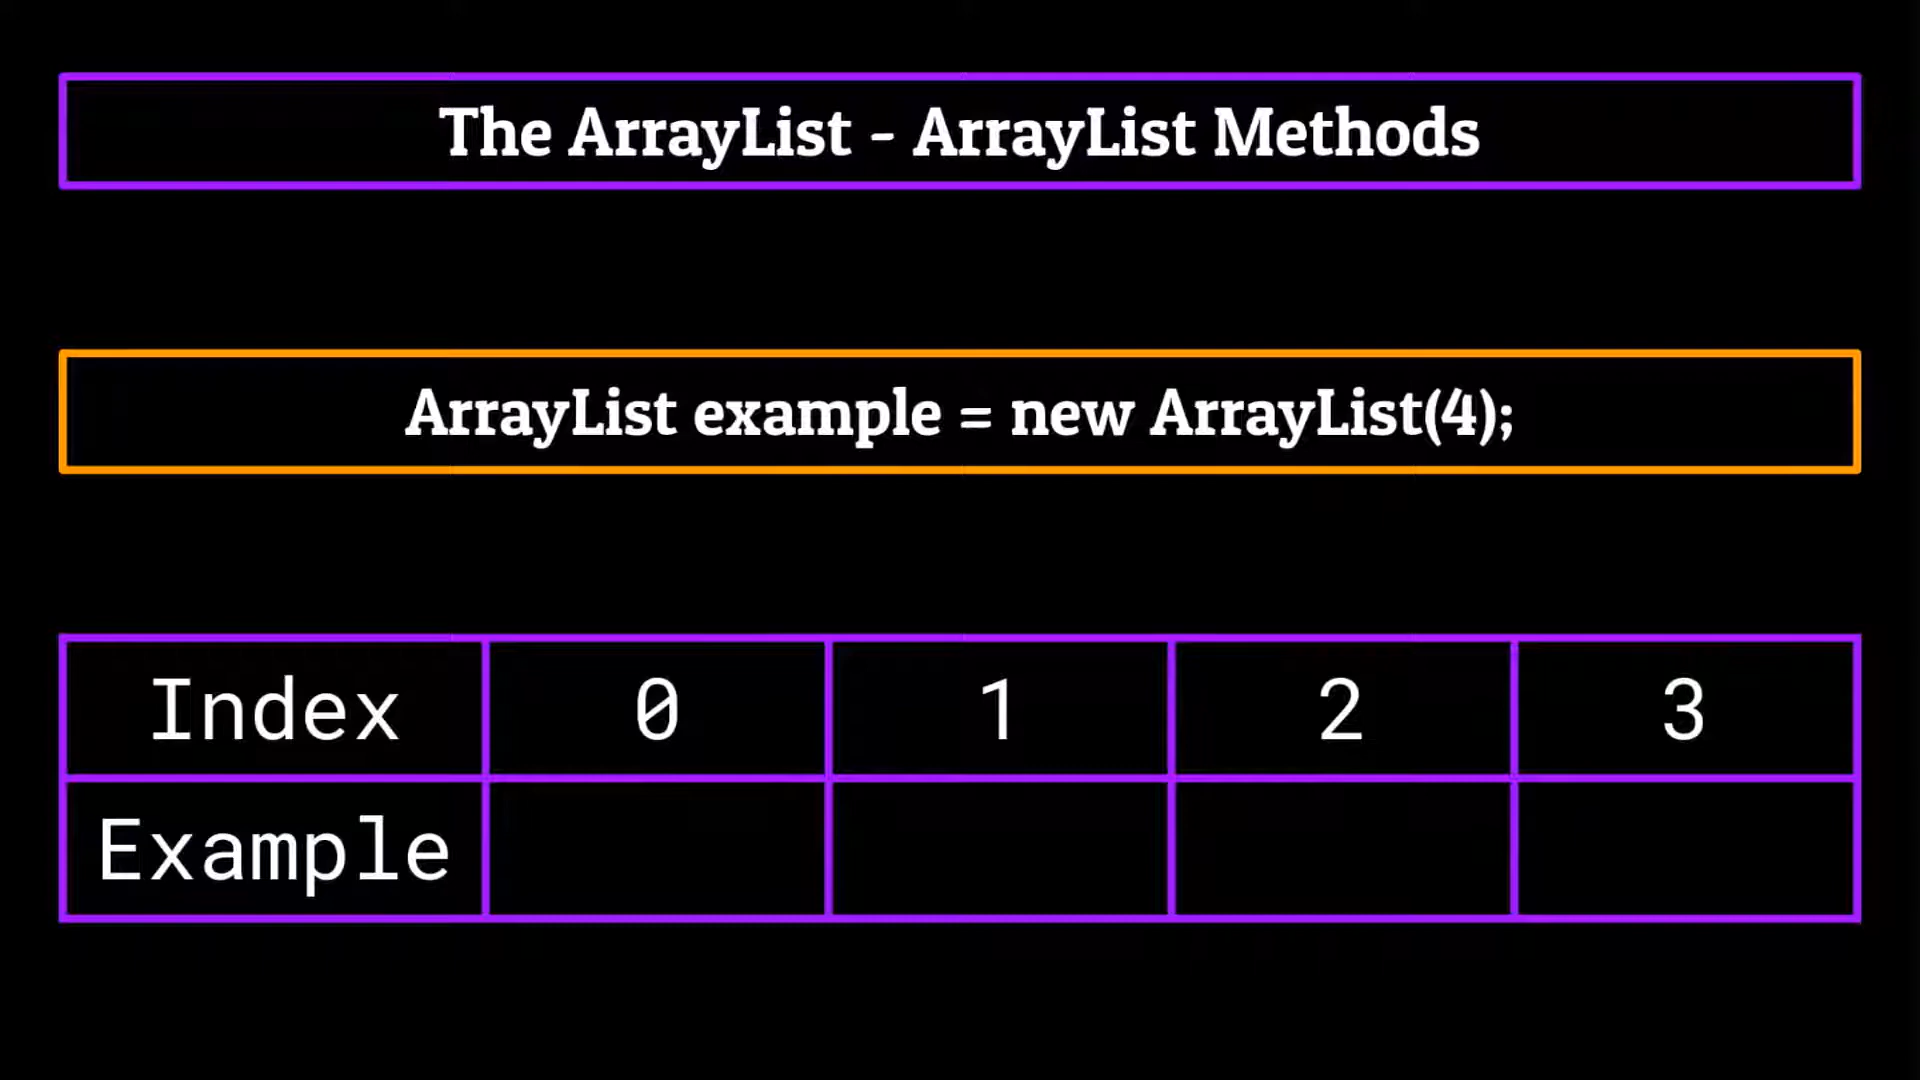 The ArrayList - ArrayList Methods
ArrayList example = new ArrayList(4);
Index 0 1 2 3
Example